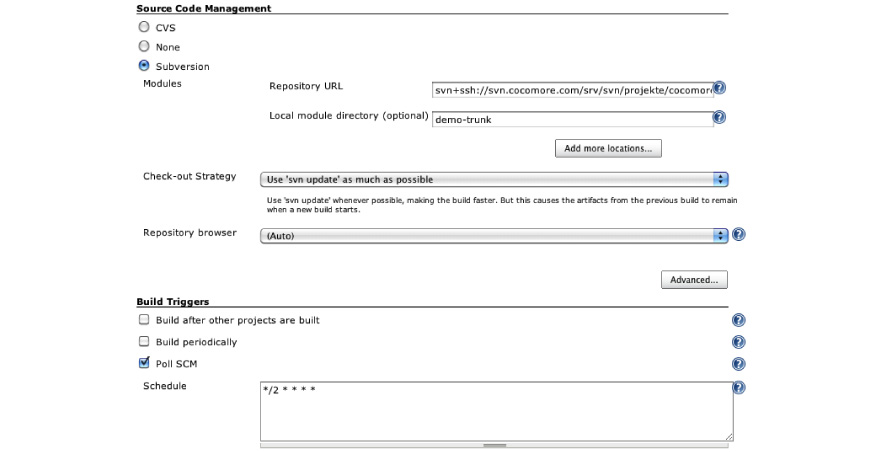 Source Code Management
CVS
None
Subversion
Modules
Repository URL
svn+ssh://svn.cocomore.com/srv/svn/projekte/cocomor
Local module directory (optional)
demo-trunk
Add more locations...
Check-out Strategy
Use 'svn update' as much as possible
Use 'svn update' whenever possible, making the build faster. But this causes the artifacts from the previous build to remain
when a new build starts.
Repository browser
(Auto)
Advanced...
Build Triggers
Build after other projects are built
Build periodically
Poll SCM
Schedule
*/2 * * * *